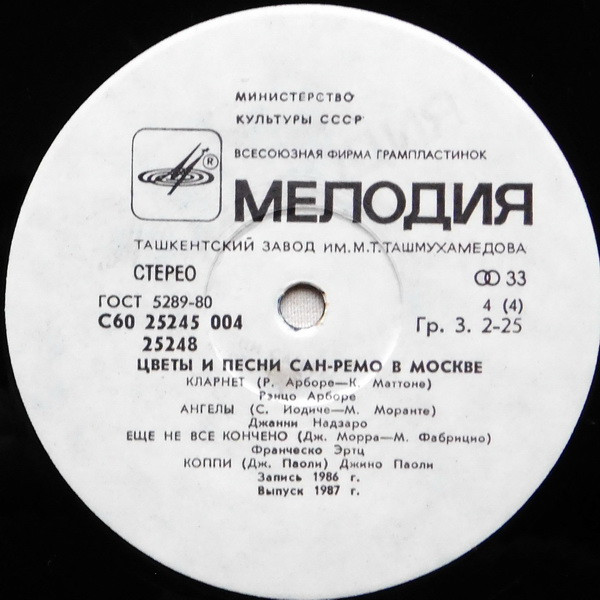 МИНИСТЕРСТВО
КУЛЬТУРЫ СССР
ВСЕСОЮЗНАЯ ФИРМА ГРАМПЛАСТИНОК
®
МЕЛОДИЯ
ТАШКЕНТСКИЙ ЗАВОД ИМ.М.Т.ТАШМУХАМЕДОВА
СТЕРЕО 33
ГОСТ 5289-80 4 (4)
С60 25245 004 Гр. 3. 2-25
25248
ЦВЕТЫ И ПЕСНИ САН-РЕМО В МОСКВЕ
КЛАРНЕТ (Р. Арборе—К. Маттоне)
Рэнцо Арборе
АНГЕЛЫ (С. Иодиче—М. Моранте)
Джанни Надзаро
ЕЩЕ НЕ ВСЕ КОНЧЕНО (Дж. Морра—М. Фабрицио)
Франческо Эртц
КОППИ (Дж. Паоли) Джино Паоли
Запись 1986 г.
Выпуск 1987 г.